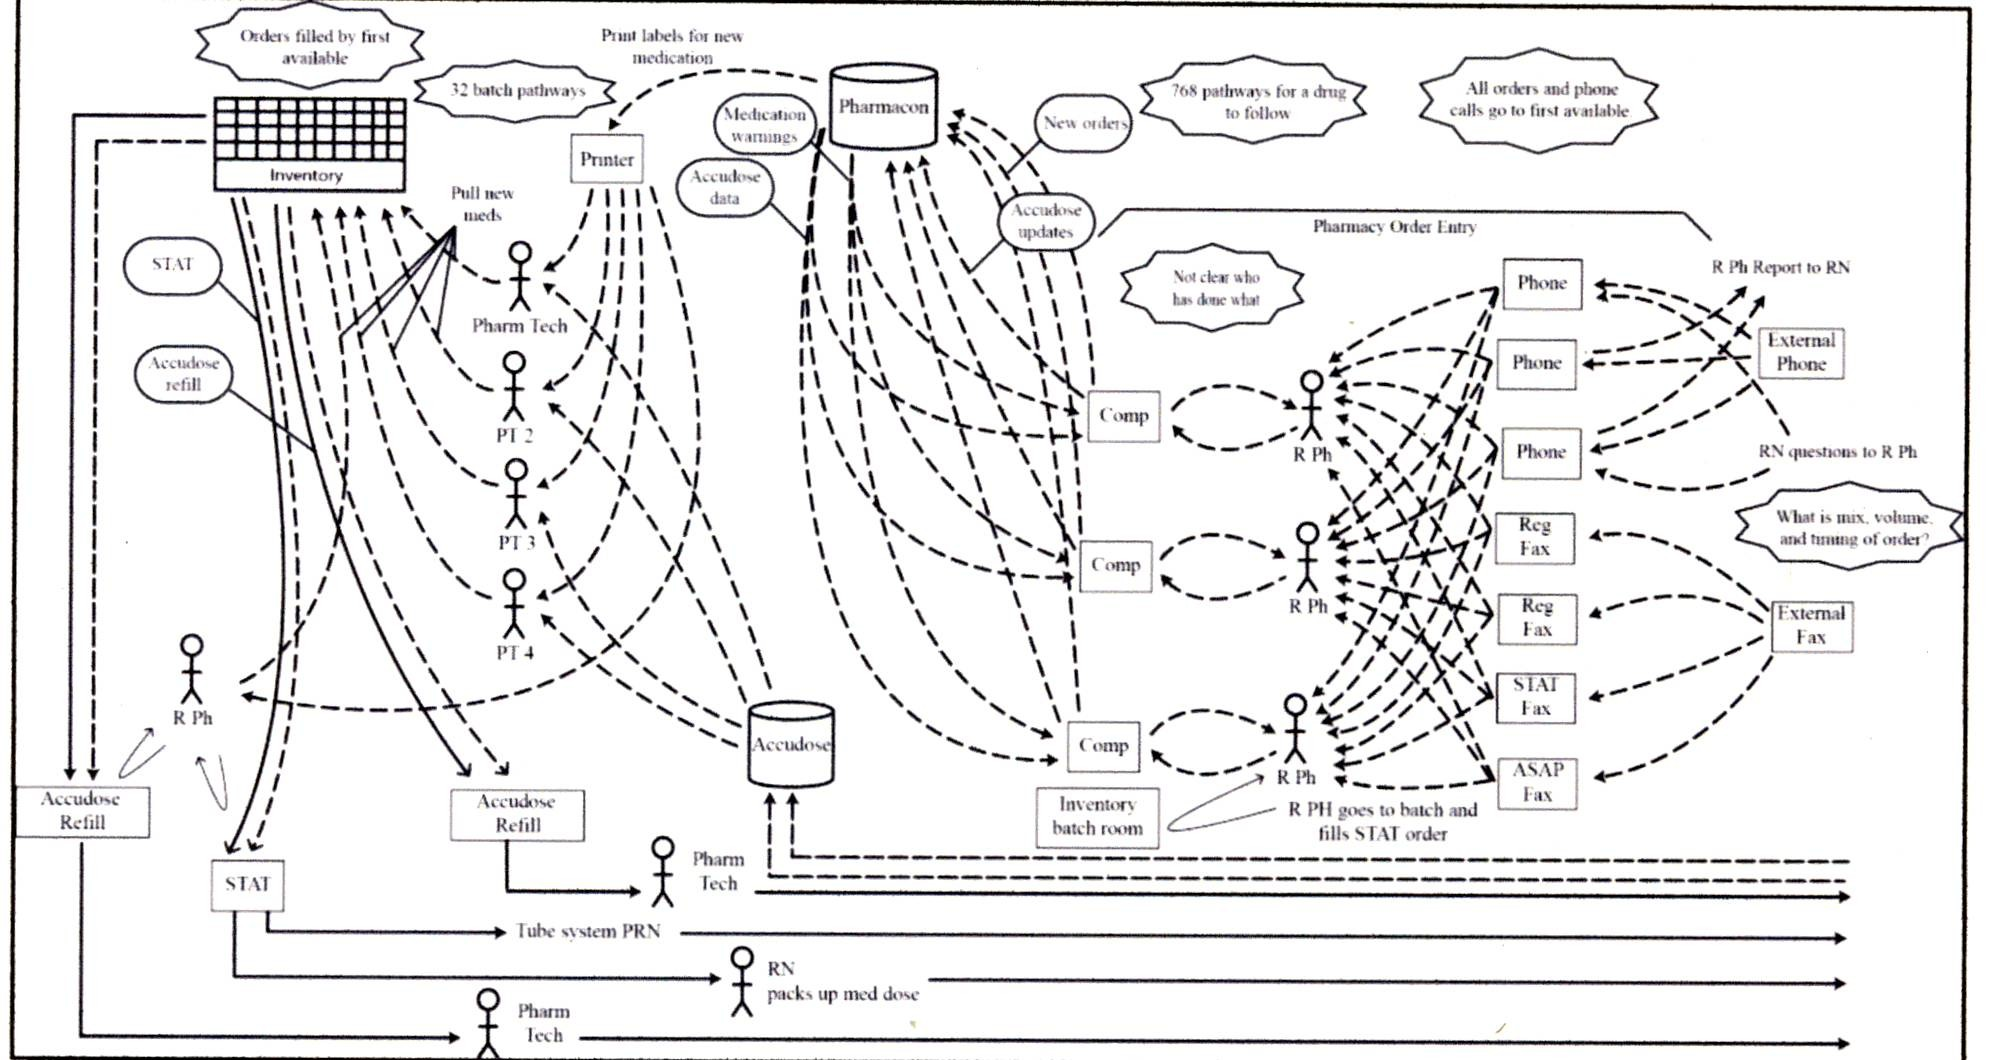 Orders filled by first
available
Print labels for new
medication
32 batch pathways
Pharmacon
Medication
warnings
New orders
768 pathways for a drug
to follow
All orders and phone
calls go to first available.
Printer
Inventory
Accudose
data
Pull new
meds
Accudose
updates
Pharmacy Order Entry
STAT
Pharm Tech
Not clear who
has done what
Phone
R Ph Report to RN
Accudose
refill
Phone
External
Phone
PT 2
Comp
R Ph
Phone
RN questions to R Ph
PT 3
Comp
R Ph
Reg
Fax
What is mix, volume,
and timing of order?
PT 4
Reg
Fax
External
Fax
R Ph
STAT
Fax
Accudose
Comp
R Ph
ASAP
Fax
Accudose
Refill
Accudose
Refill
Inventory
batch room
R PH goes to batch and
fills STAT order
STAT
Pharm
Tech
Tube system PRN
RN
packs up med dose
Pharm
Tech